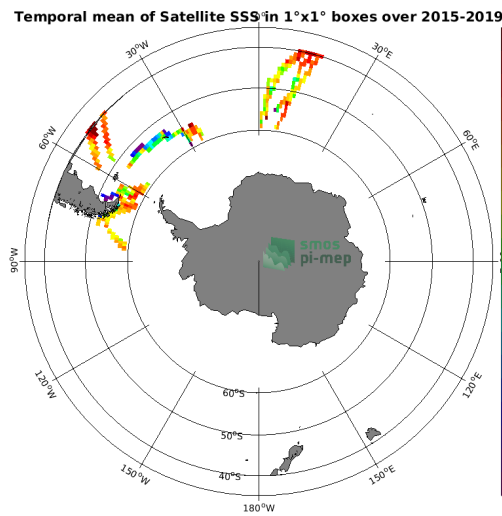 Temporal mean of Satellite SSS in 1°x1° boxes over 2015-2019
0°
30°W
30°E
60°W
90°W
smos
pi-mep
120°W
120°E
60°S
50°S
40°S
150°W
150°E
180°W